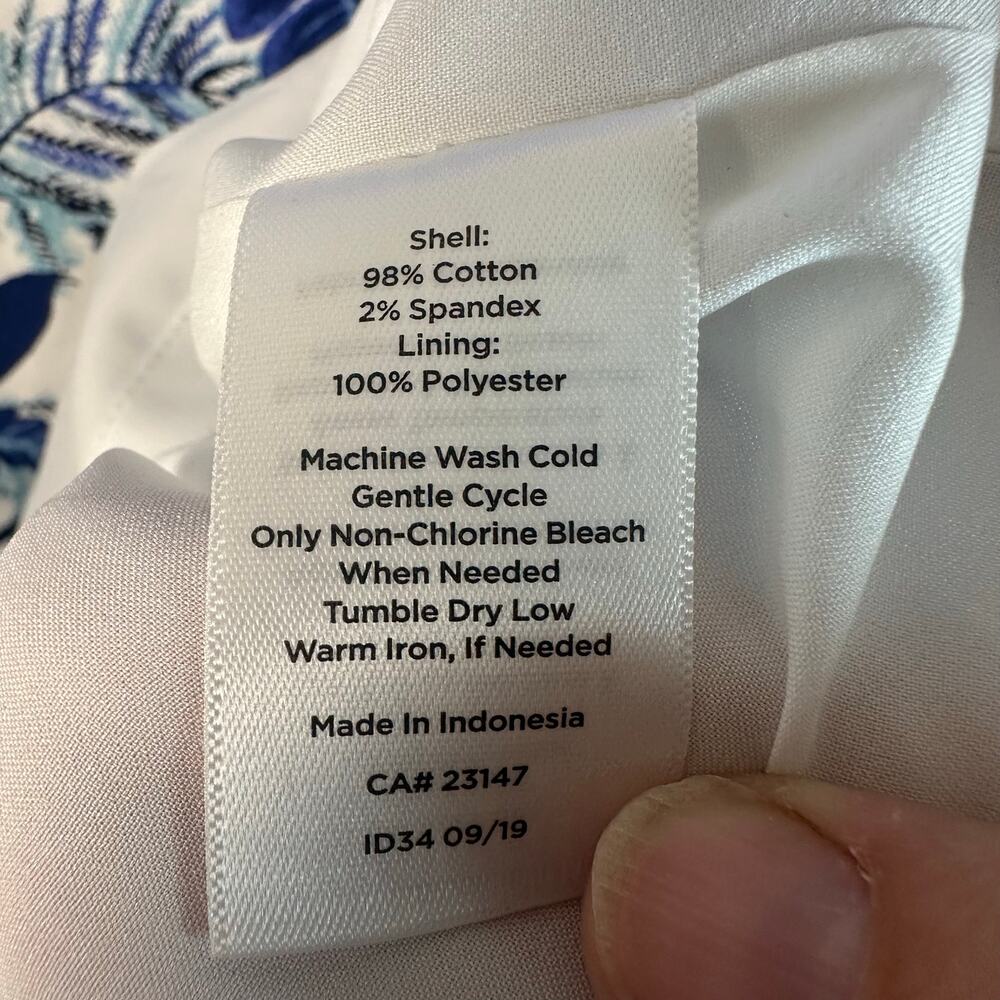 Shell:
98% Cotton
2% Spandex
Lining:
100% Polyester
Machine Wash Cold
Gentle Cycle
Only Non-Chlorine Bleach
When Needed
Tumble Dry Low
Warm Iron, If Needed
Made In Indonesia
CA# 23147
ID34 09/19